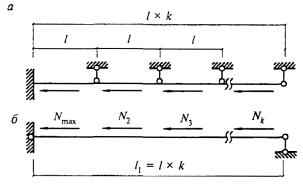 а
l × k
l l l
N_max N_2 N_3 N_k
б
l_1 = l × k